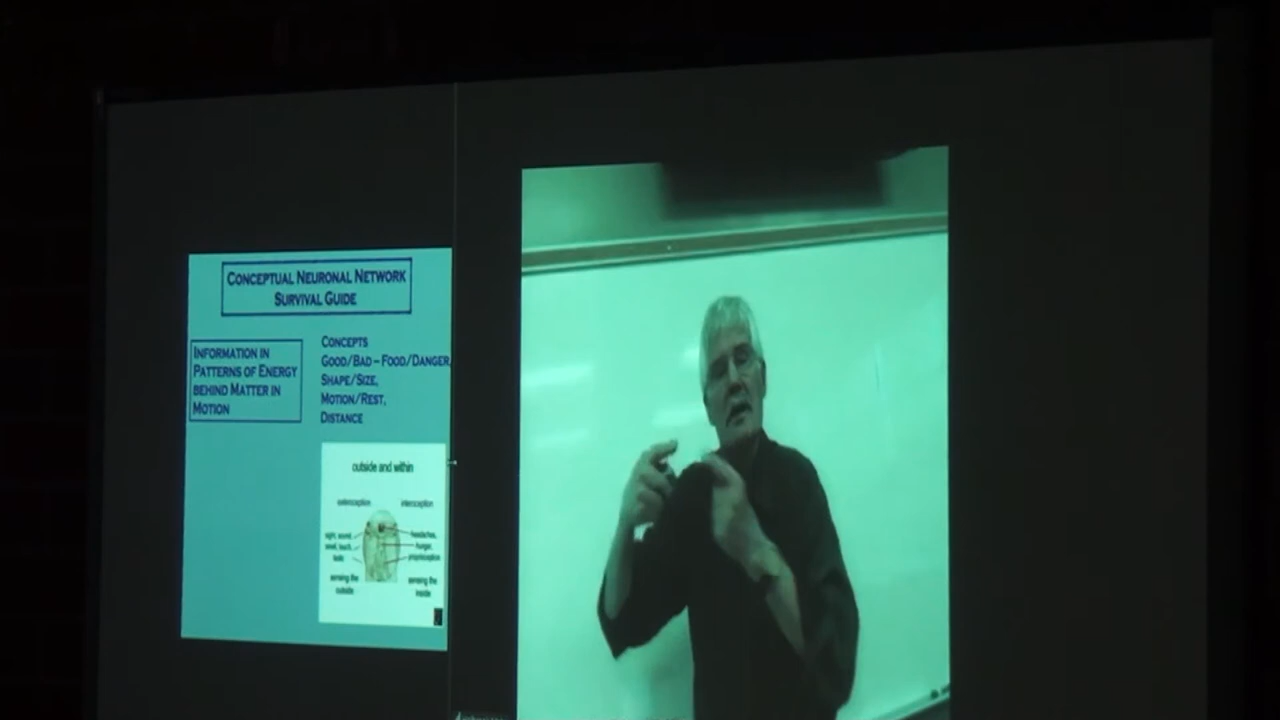 CONCEPTUAL NEURONAL NETWORK
SURVIVAL GUIDE
INFORMATION IN
PATTERNS OF ENERGY
BEHIND MATTER IN
MOTION
CONCEPTS
GOOD/BAD – FOOD/DANGER,
SHAPE/SIZE,
MOTION/REST,
DISTANCE
outside and within
exteroception
interoception
sight, sound,
smell, touch,
taste
headaches,
hunger,
proprioception
sensing the
outside
sensing the
inside